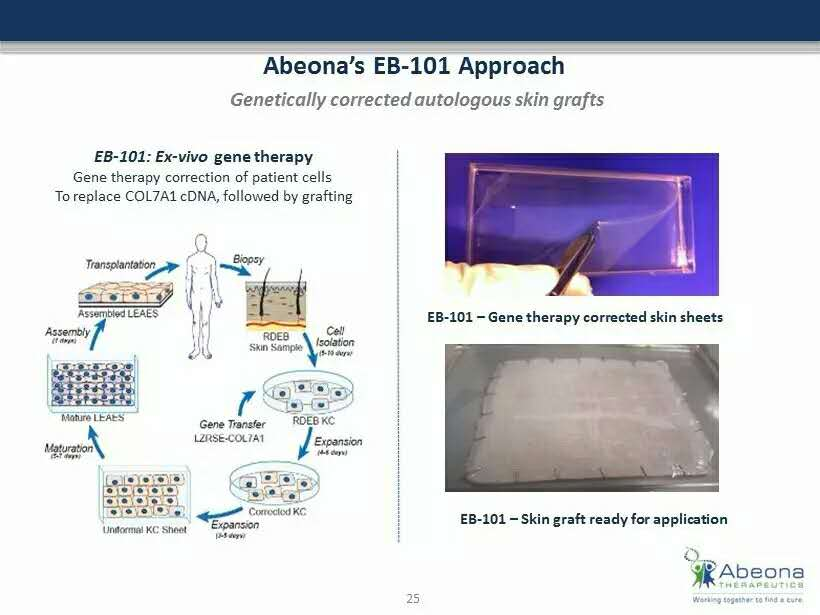 Abeona's EB-101 Approach
Genetically corrected autologous skin grafts
EB-101: Ex-vivo gene therapy
Gene therapy correction of patient cells
To replace COL7A1 cDNA, followed by grafting
Transplantation
Biopsy
Assembled LEAES
RDEB
Skin Sample
Cell
Isolation
(5-10 days)
Assembly
(1 days)
Mature LEAES
Gene Transfer
LZRSE-COL7A1
RDEB KC
Expansion
(4-6 days)
Maturation
(5-7 days)
Corrected KC
Uniformal KC Sheet
Expansion
(3-5 days)
EB-101 – Gene therapy corrected skin sheets
EB-101 – Skin graft ready for application
Abeona
THERAPEUTICS
Working together to find a cure
25